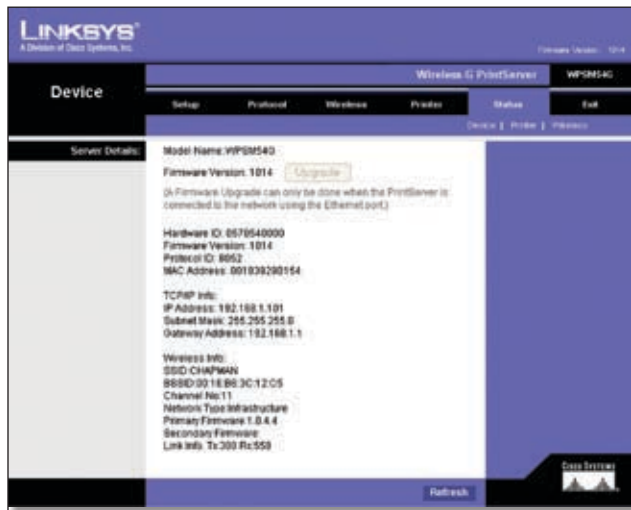 LINKSYS®
A Division of Cisco Systems, Inc.
Firmware Version: 1014
Device
Wireless G PrintServer
WPSM54G
Setup
Protocol
Wireless
Printer
Status
Exit
Device | Printer | Wireless
Server Details:
Model Name: WPSM54G
Firmware Version: 1014
Upgrade
(A Firmware Upgrade can only be done when the PrintServer is
connected to the network using the Ethernet port.)
Hardware ID: 0570540000
Firmware Version: 1014
Protocol ID: 8052
MAC Address: 001839280154
TCP/IP Info:
IP Address: 192.168.1.101
Subnet Mask: 255.255.255.0
Gateway Address: 192.168.1.1
Wireless Info:
SSID:CHAPMAN
BSSID:00:18:B6:3C:12:C5
Channel No:11
Network Type Infrastructure
Primary Firmware 1.0.4.4
Secondary Firmware
Link Info. Tx:300 Rx:550
Refresh
CISCO SYSTEMS